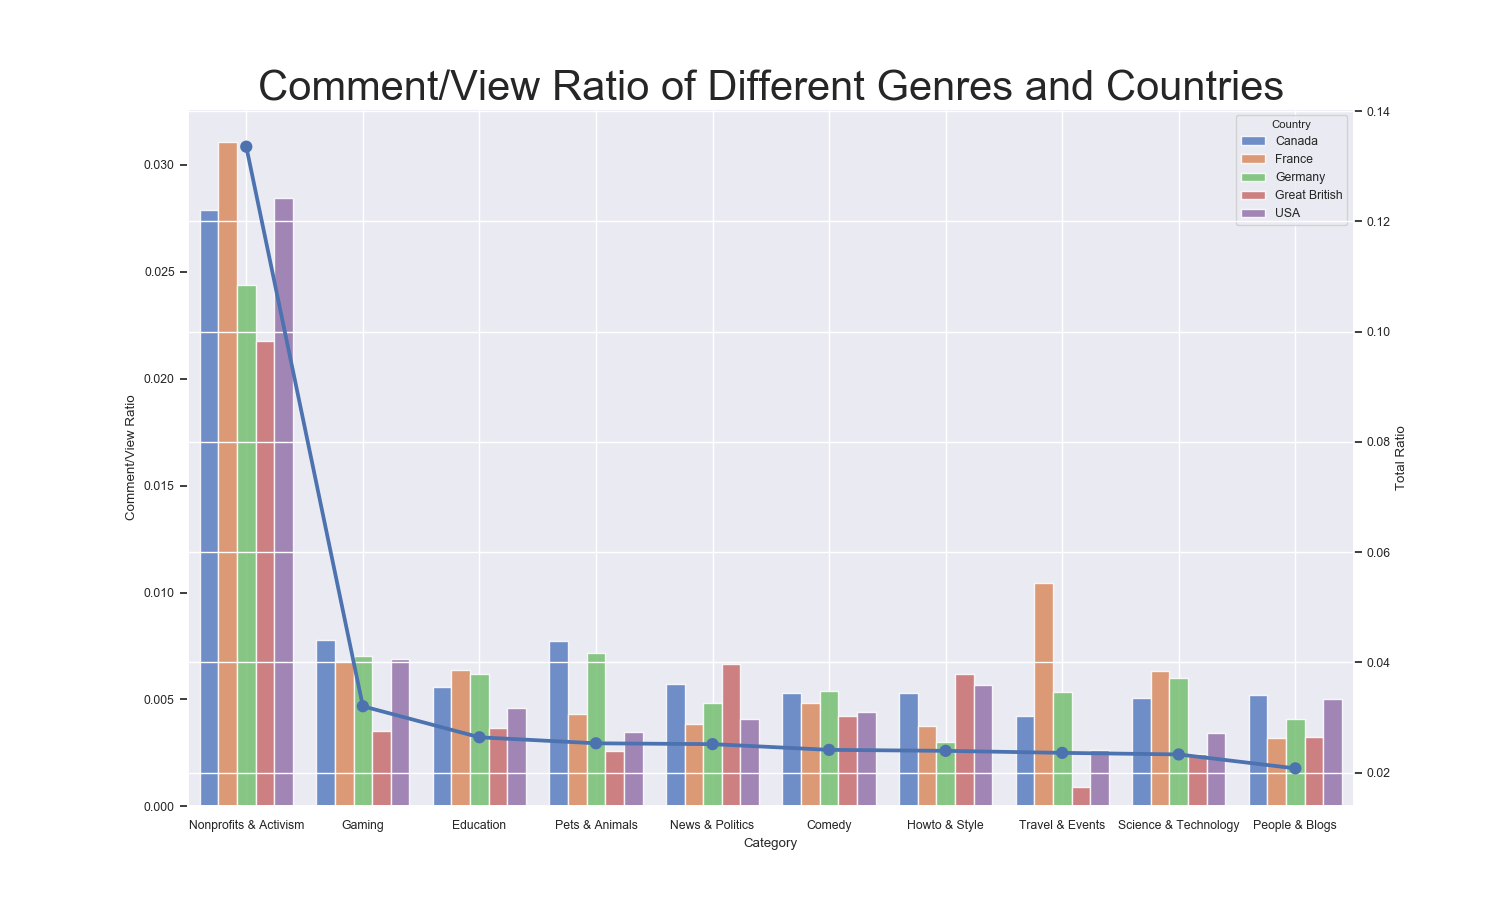 Comment/View Ratio of Different Genres and Countries
Country
Canada
France
Germany
Great British
USA
0.030
0.025
0.020
0.015
0.010
0.005
0.000
Comment/View Ratio
0.14
0.12
0.10
0.08
0.06
0.04
0.02
Total Ratio
Nonprofits & Activism Gaming Education Pets & Animals News & Politics Comedy Howto & Style Travel & Events Science & Technology People & Blogs
Category